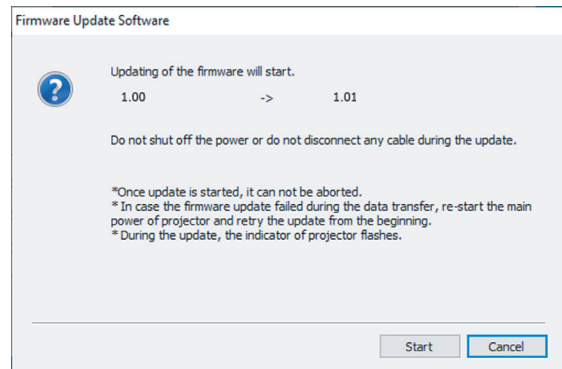 Firmware Update Software
Updating of the firmware will start.
1.00 -> 1.01
Do not shut off the power or do not disconnect any cable during the update.
*Once update is started, it can not be aborted.
* In case the firmware update failed during the data transfer, re-start the main
power of projector and retry the update from the beginning.
* During the update, the indicator of projector flashes.
Start Cancel